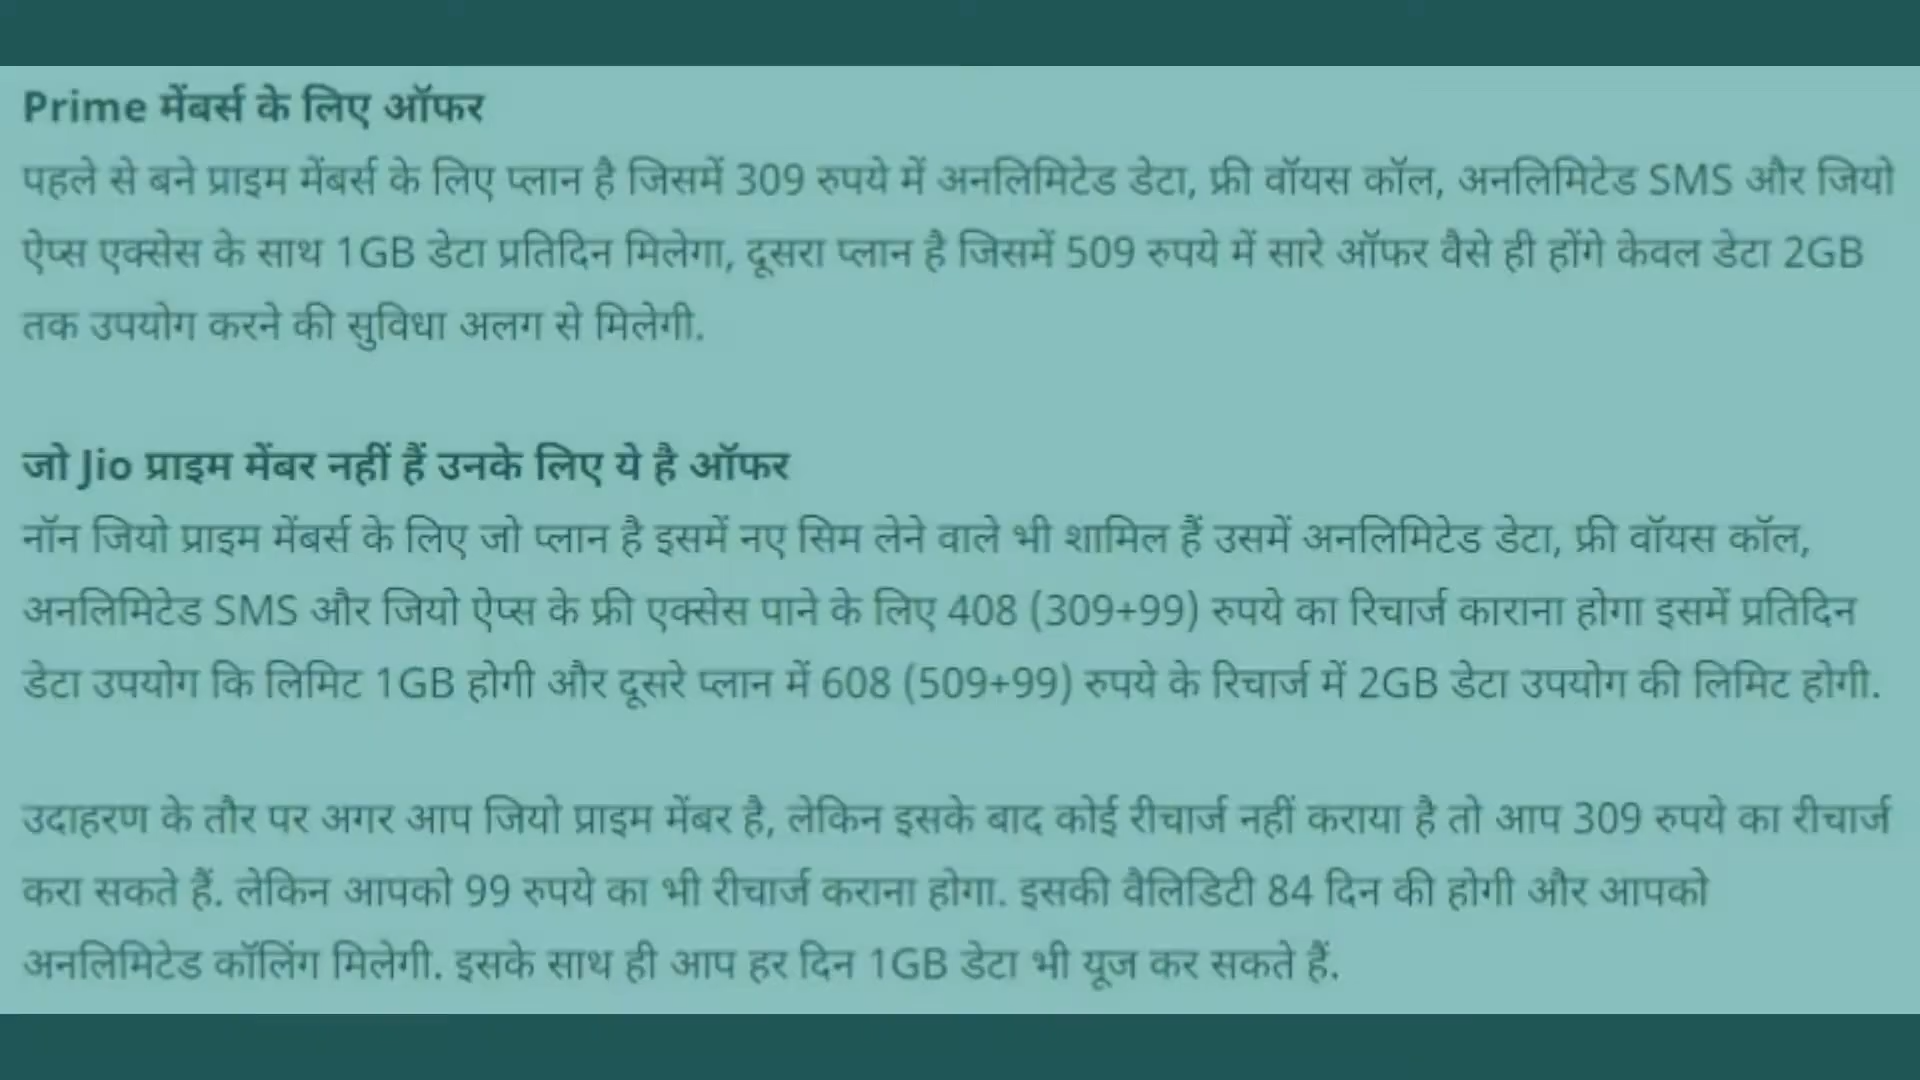 Prime मेंबर्स के लिए ऑफर
पहले से बने प्राइम मेंबर्स के लिए प्लान है जिसमें 309 रुपये में अनलिमिटेड डेटा, फ्री वॉयस कॉल, अनलिमिटेड SMS और जियो
ऐप्स एक्सेस के साथ 1GB डेटा प्रतिदिन मिलेगा, दूसरा प्लान है जिसमें 509 रुपये में सारे ऑफर वैसे ही होंगे केवल डेटा 2GB
तक उपयोग करने की सुविधा अलग से मिलेगी.
जो Jio प्राइम मेंबर नहीं हैं उनके लिए ये है ऑफर
नॉन जियो प्राइम मेंबर्स के लिए जो प्लान है इसमें नए सिम लेने वाले भी शामिल हैं उसमें अनलिमिटेड डेटा, फ्री वॉयस कॉल,
अनलिमिटेड SMS और जियो ऐप्स के फ्री एक्सेस पाने के लिए 408 (309+99) रुपये का रिचार्ज काराना होगा इसमें प्रतिदिन
डेटा उपयोग कि लिमिट 1GB होगी और दूसरे प्लान में 608 (509+99) रुपये के रिचार्ज में 2GB डेटा उपयोग की लिमिट होगी.
उदाहरण के तौर पर अगर आप जियो प्राइम मेंबर है, लेकिन इसके बाद कोई रीचार्ज नहीं कराया है तो आप 309 रुपये का रीचार्ज
करा सकते हैं. लेकिन आपको 99 रुपये का भी रीचार्ज कराना होगा. इसकी वैलिडिटी 84 दिन की होगी और आपको
अनलिमिटेड कॉलिंग मिलेगी. इसके साथ ही आप हर दिन 1GB डेटा भी यूज कर सकते हैं.